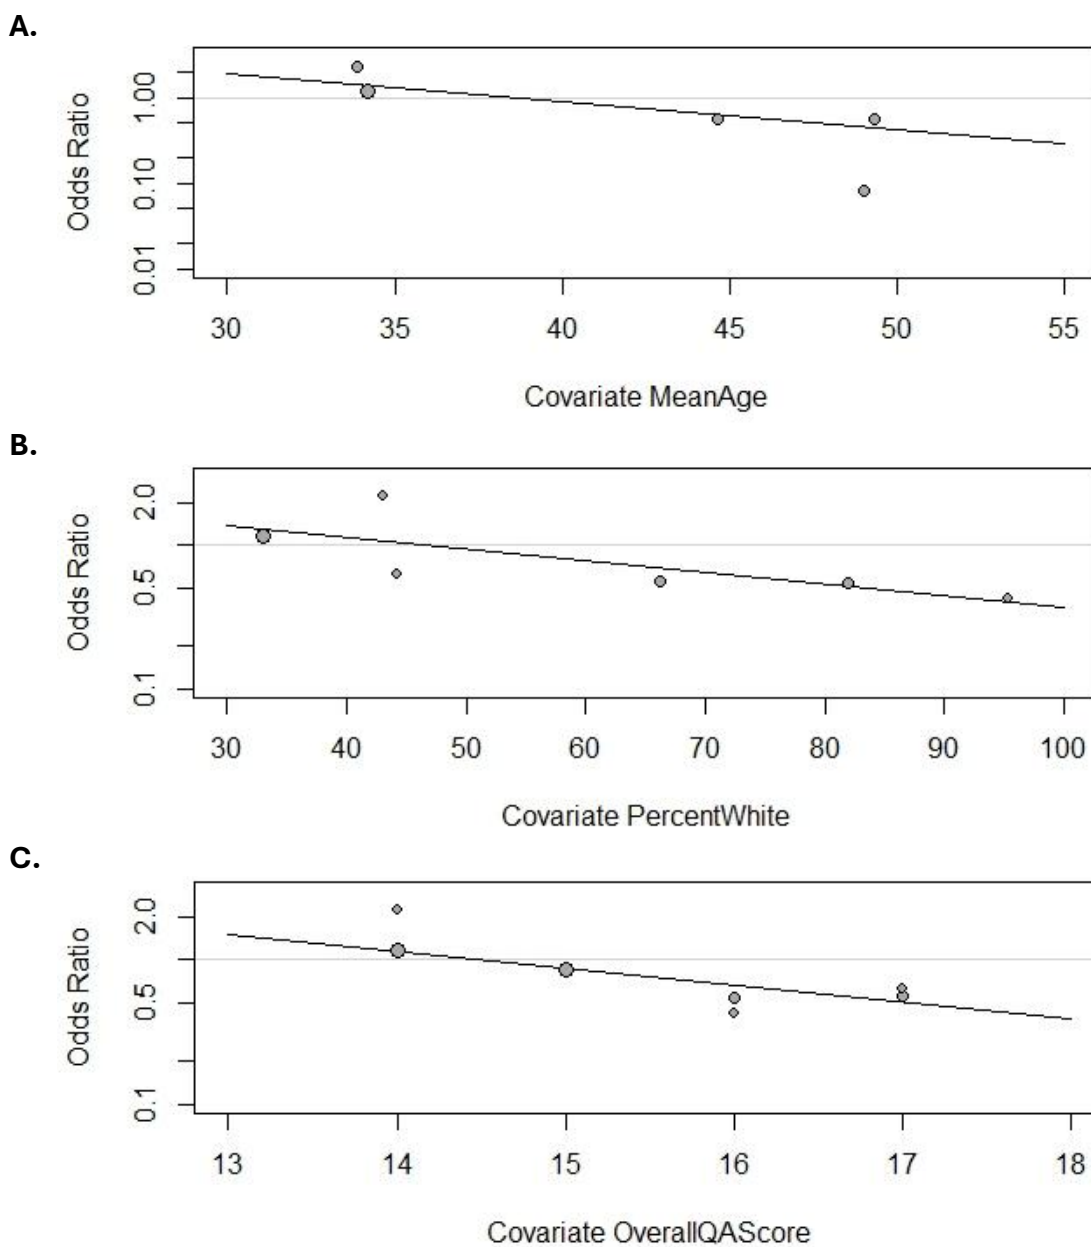 A.
Odds Ratio
1.00
0.10
0.01
30 35 40 45 50 55
Covariate MeanAge
B.
Odds Ratio
2.0
0.5
0.1
30 40 50 60 70 80 90 100
Covariate PercentWhite
C.
Odds Ratio
2.0
0.5
0.1
13 14 15 16 17 18
Covariate OverallQAScore